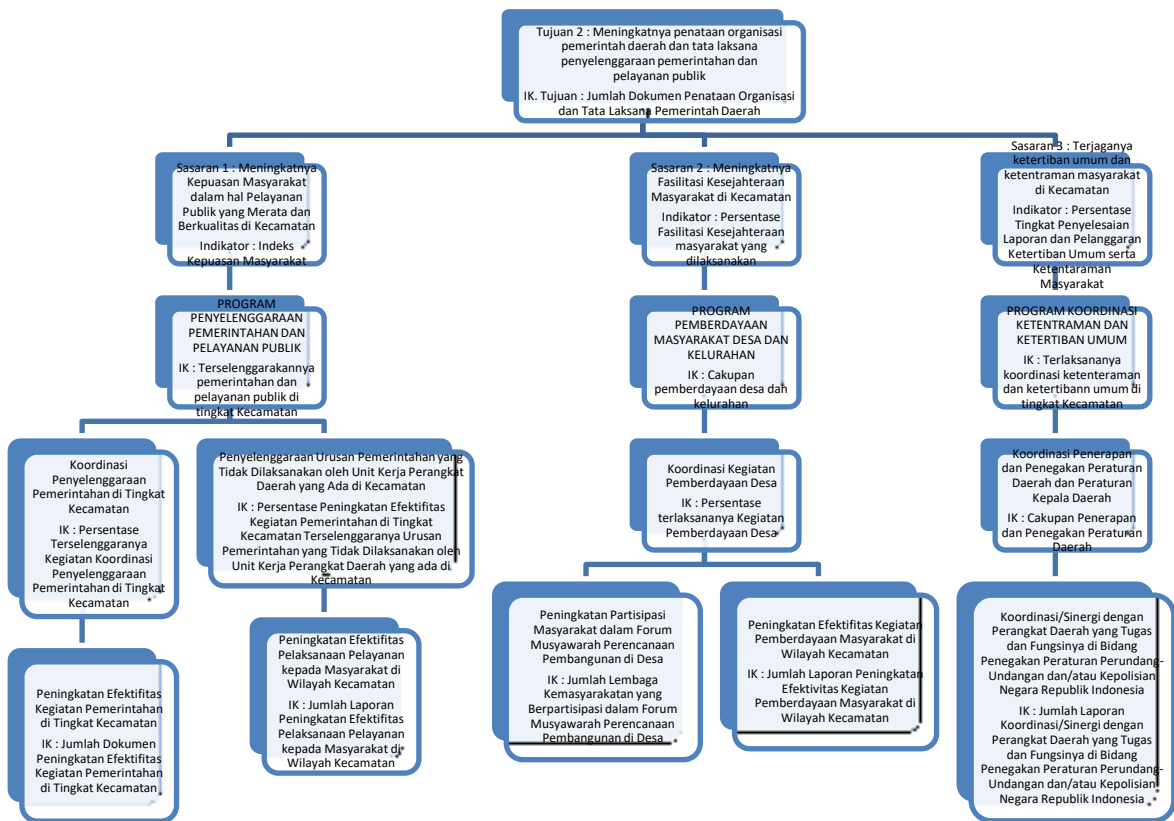 Tujuan 2 : Meningkatnya penataan organisasi
pemerintah daerah dan tata laksana
penyelenggaraan pemerintahan dan
pelayanan publik
IK. Tujuan : Jumlah Dokumen Penataan Organisasi
dan Tata Laksana Pemerintah Daerah
Sasaran 1 : Meningkatnya
Kepuasan Masyarakat
dalam hal Pelayanan
Publik yang Merata dan
Berkualitas di Kecamatan
Indikator : Indeks
Kepuasan Masyarakat
Sasaran 2 : Meningkatnya
Fasilitas Kesejahteraan
Masyarakat di Kecamatan
Indikator : Persentase
Fasilitasi Kesejahteraan
masyarakat yang
dilaksanakan
Sasaran 3 : Terjaganya
ketertiban umum dan
ketentraman masyarakat
di Kecamatan
Indikator : Persentase
Tingkat Penyelesaian
Laporan dan Pelanggaran
Ketertiban Umum serta
Ketentaraman
Masyarakat
PROGRAM
PENYELENGGARAAN
PEMERINTAHAN DAN
PELAYANAN PUBLIK
IK : Terselenggarakannya
pemerintahan dan
pelayanan publik di
tingkat Kecamatan
PROGRAM
PEMBERDAYAAN
MASYARAKAT DESA DAN
KELURAHAN
IK : Cakupan
pemberdayaan desa dan
kelurahan
PROGRAM KOORDINASI
KETENTRAMAN DAN
KETERTIBAN UMUM
IK : Terlaksananya
koordinasi ketenteraman
dan ketertibann umum di
tingkat Kecamatan
Koordinasi
Penyelenggaraan
Pemerintahan di Tingkat
Kecamatan
IK : Persentase
Terselenggaranya
Kegiatan Koordinasi
Penyelenggaraan
Pemerintahan di Tingkat
Kecamatan
Penyelenggaraan Urusan Pemerintahan yang
Tidak Dilaksanakan oleh Unit Kerja Perangkat
Daerah yang Ada di Kecamatan
IK : Persentase Peningkatan Efektifitas
Kegiatan Pemerintahan di Tingkat
Kecamatan Terselenggaranya Urusan
Pemerintahan yang Tidak Dilaksanakan oleh
Unit Kerja Perangkat Daerah yang ada di
Kecamatan
Koordinasi Kegiatan
Pemberdayaan Desa
IK : Persentase
terlaksananya Kegiatan
Pemberdayaan Desa
Koordinasi Penerapan
dan Penegakan Peraturan
Daerah dan Peraturan
Kepala Daerah
IK : Cakupan Penerapan
dan Penegakan Peraturan
Daerah
Peningkatan Efektifitas
Kegiatan Pemerintahan
di Tingkat Kecamatan
IK : Jumlah Dokumen
Peningkatan Efektifitas
Kegiatan Pemerintahan
di Tingkat Kecamatan
Peningkatan Efektifitas
Pelaksanaan Pelayanan
kepada Masyarakat di
Wilayah Kecamatan
IK : Jumlah Laporan
Peningkatan Efektifitas
Pelaksanaan Pelayanan
kepada Masyarakat di
Wilayah Kecamatan
Peningkatan Partisipasi
Masyarakat dalam Forum
Musyawarah Perencanaan
Pembangunan di Desa
IK : Jumlah Lembaga
Kemasyarakatan yang
Berpartisipasi dalam Forum
Musyawarah Perencanaan
Pembangunan di Desa
Peningkatan Efektifitas Kegiatan
Pemberdayaan Masyarakat di
Wilayah Kecamatan
IK : Jumlah Laporan Peningkatan
Efektivitas Kegiatan
Pemberdayaan Masyarakat di
Wilayah Kecamatan
Koordinasi/Sinergi dengan
Perangkat Daerah yang Tugas
dan Fungsinya di Bidang
Penegakan Peraturan Perundang-
Undangan dan/atau Kepolisian
Negara Republik Indonesia
IK : Jumlah Laporan
Koordinasi/Sinergi dengan
Perangkat Daerah yang Tugas
dan Fungsinya di Bidang
Penegakan Peraturan Perundang-
Undangan dan/atau Kepolisian
Negara Republik Indonesia